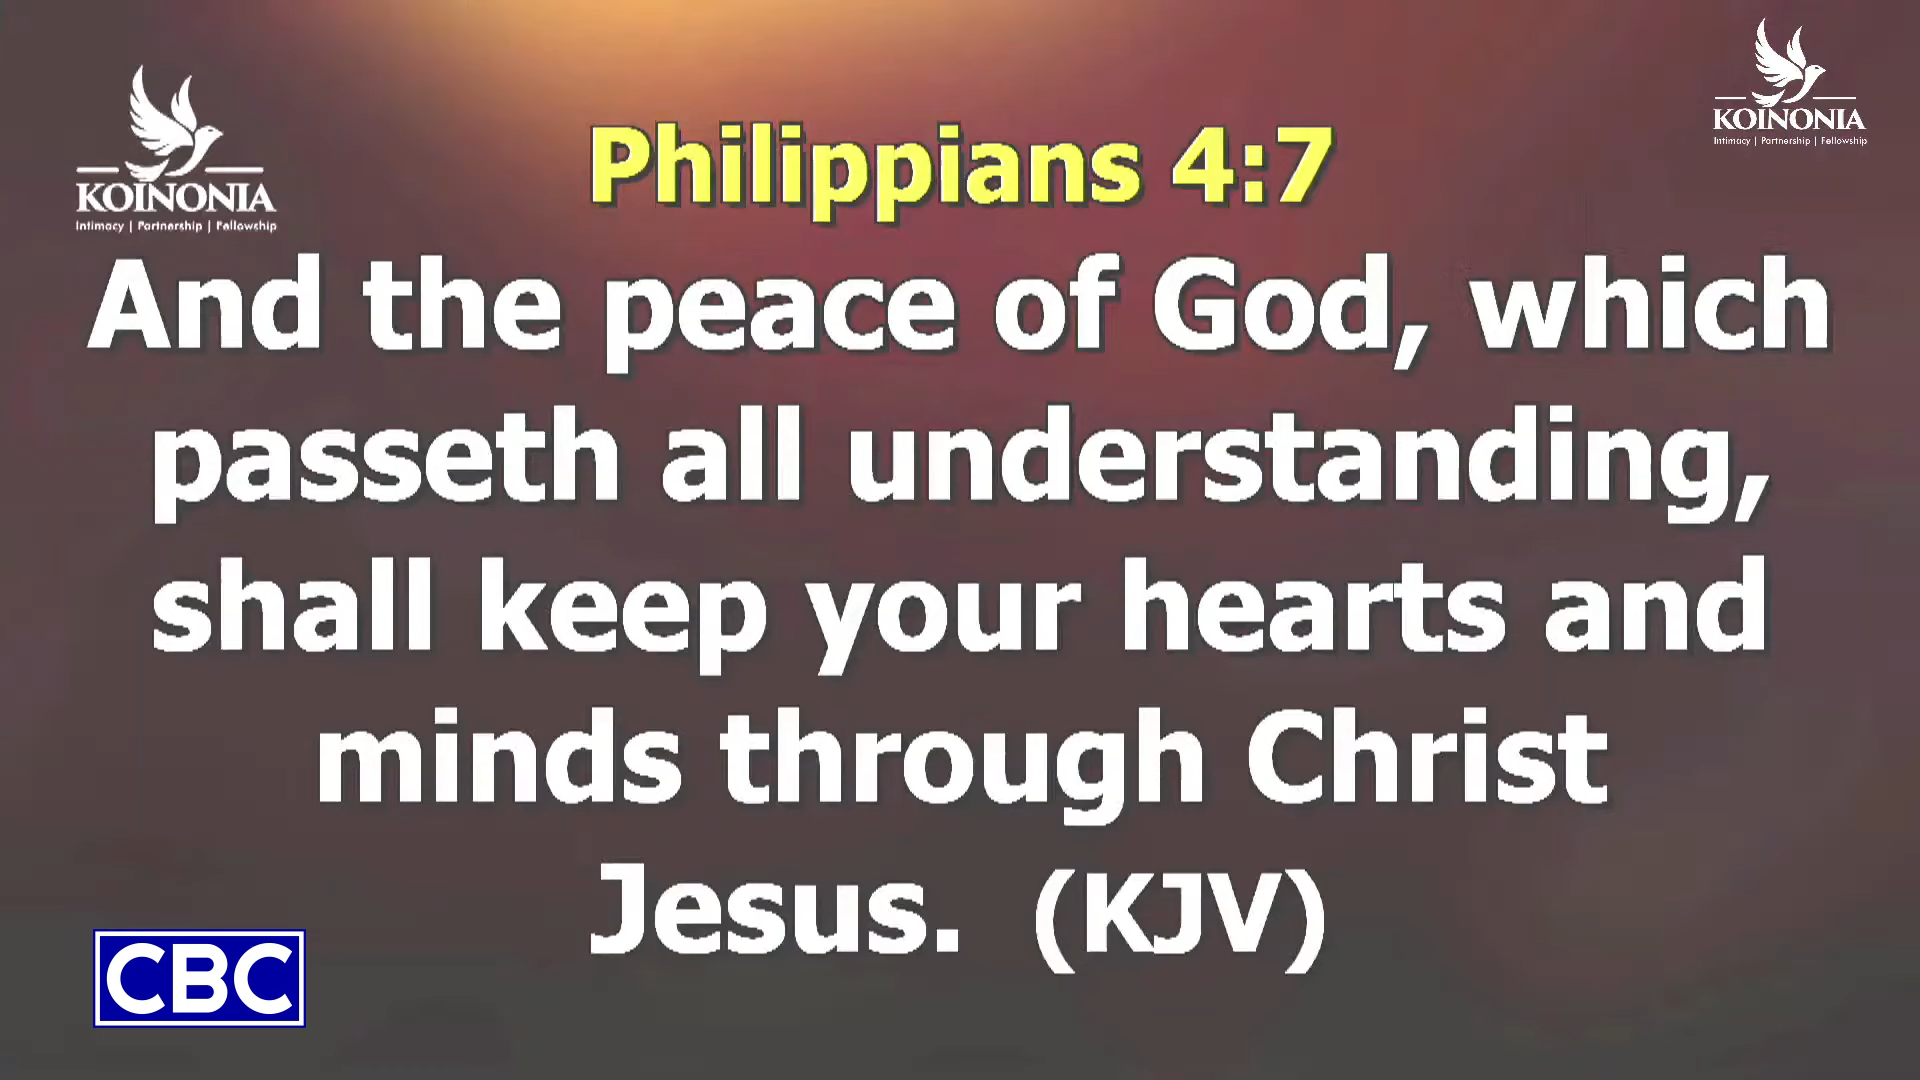 KOINONIA
Intimacy | Partnership | Fellowship
KOINONIA
Intimacy | Partnership | Fellowship
Philippians 4:7
And the peace of God, which
passeth all understanding,
shall keep your hearts and
minds through Christ
Jesus. (KJV)
CBC